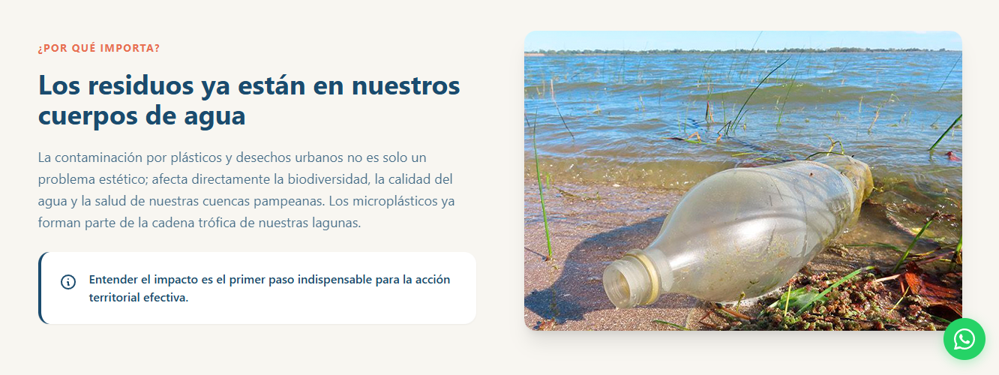 ¿POR QUÉ IMPORTA?
Los residuos ya están en nuestros
cuerpos de agua
La contaminación por plásticos y desechos urbanos no es solo un
problema estético; afecta directamente la biodiversidad, la calidad del
agua y la salud de nuestras cuencas pampeanas. Los microplásticos ya
forman parte de la cadena trófica de nuestras lagunas.
Entender el impacto es el primer paso indispensable para la acción
territorial efectiva.